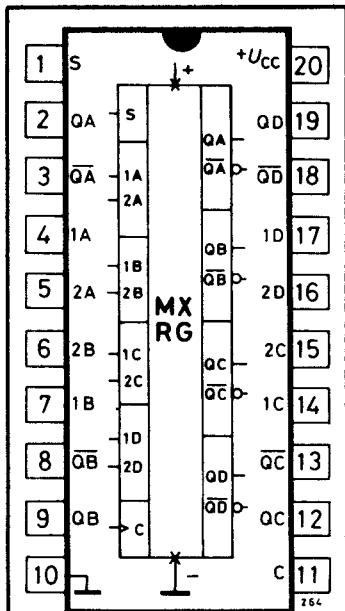 1 S +UCC 20
2 QA QD 19
3 Q̅A̅ Q̅D̅ 18
4 1A 1D 17
5 2A 2D 16
6 2B 2C 15
7 1B 1C 14
8 Q̅B̅ Q̅C̅ 13
9 QB QC 12
10 C 11
+
S
1A
2A
1B
2B
1C
2C
1D
2D
C
MX
RG
QA
Q̅A̅
QB
Q̅B̅
QC
Q̅C̅
QD
Q̅D̅
-
264